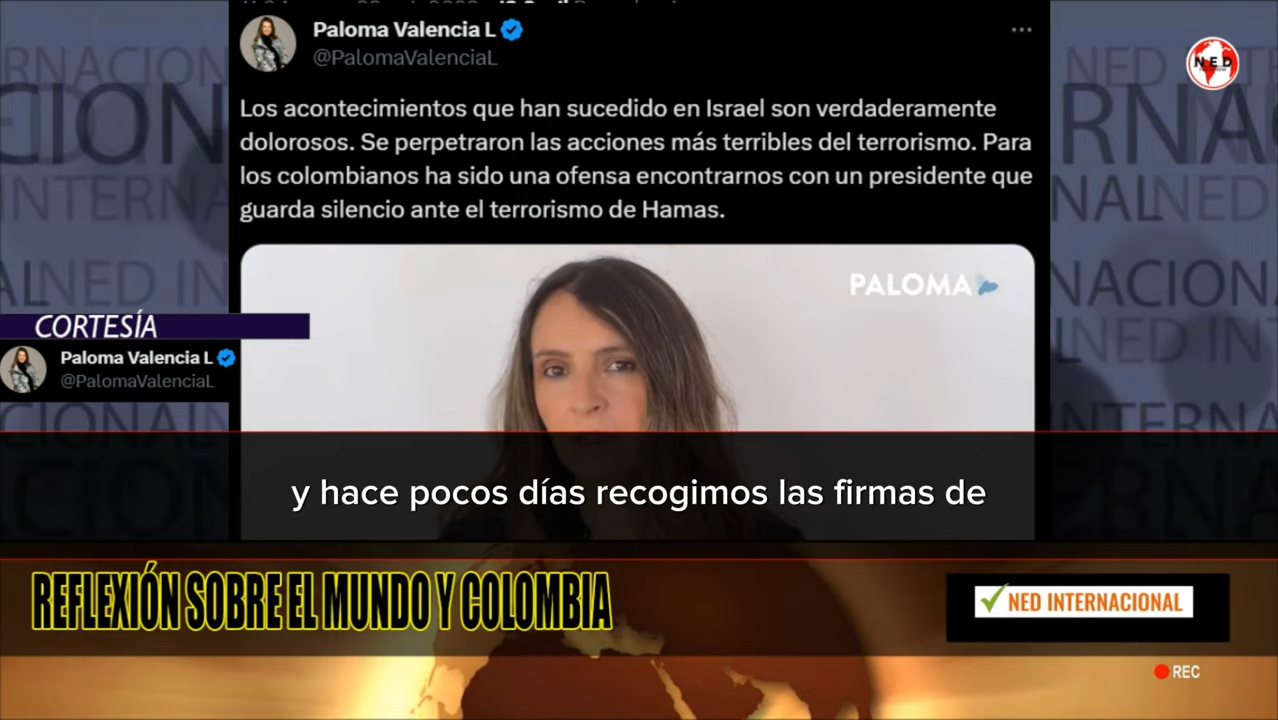 Paloma Valencia L
@PalomaValenciaL
NED
Los acontecimientos que han sucedido en Israel son verdaderamente
dolorosos. Se perpetraron las acciones más terribles del terrorismo. Para
los colombianos ha sido una ofensa encontrarnos con un presidente que
guarda silencio ante el terrorismo de Hamas.
PALOMA
CORTESÍA
Paloma Valencia L
@PalomaValenciaL
y hace pocos días recogimos las firmas de
REFLEXIÓN SOBRE EL MUNDO Y COLOMBIA
NED INTERNACIONAL
REC